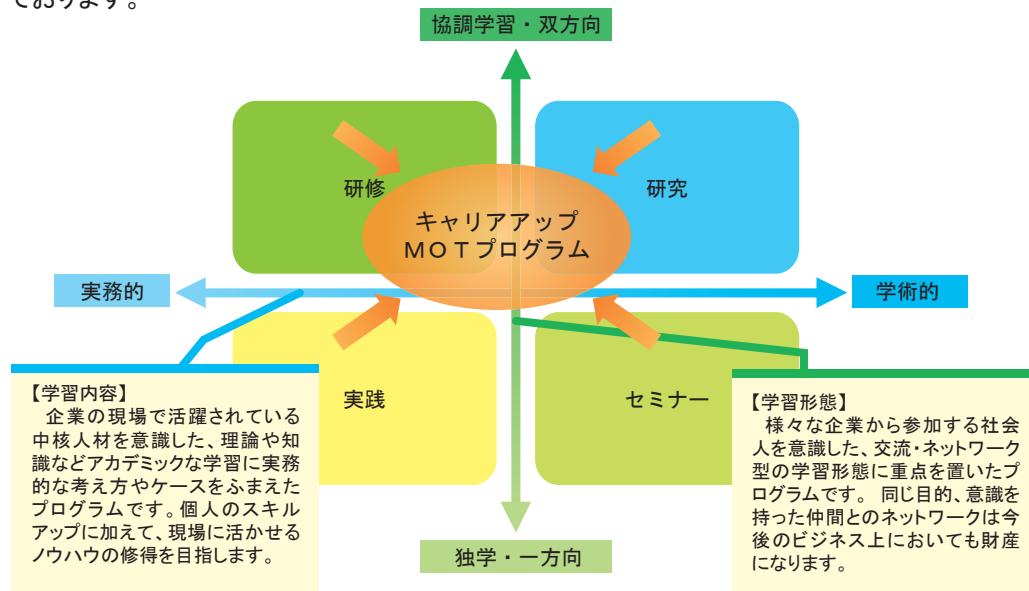 ております。
協調学習・双方向
研修
研究
キャリアアップ
ＭＯＴプログラム
実務的
学術的
実践
セミナー
【学習内容】
　企業の現場で活躍されている
中核人材を意識した、理論や知
識などアカデミックな学習に実務
的な考え方やケースをふまえた
プログラムです。個人のスキル
アップに加えて、現場に活かせる
ノウハウの修得を目指します。
【学習形態】
　様々な企業から参加する社会
人を意識した、交流・ネットワーク
型の学習形態に重点を置いたプ
ログラムです。 同じ目的、意識を
持った仲間とのネットワークは今
後のビジネス上においても財産
になります。
独学・一方向